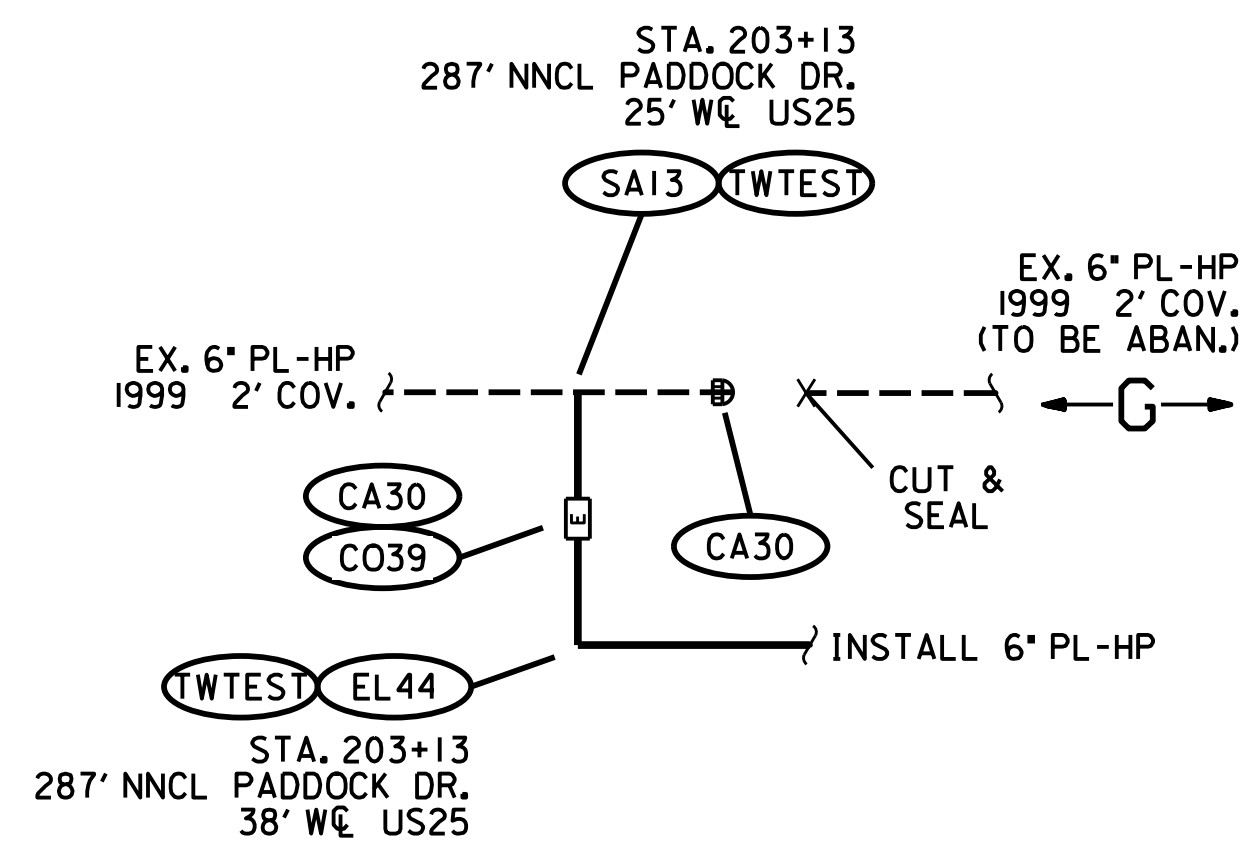 STA. 203+13
287' NNCL PADDOCK DR.
25' W℄ US25
SA13 TWTEST
EX. 6" PL-HP
1999 2' COV.
(TO BE ABAN.)
EX. 6" PL-HP
1999 2' COV.
G
CUT &
SEAL
CA30
CO39
E
CA30
INSTALL 6" PL-HP
TWTEST EL44
STA. 203+13
287' NNCL PADDOCK DR.
38' W℄ US25